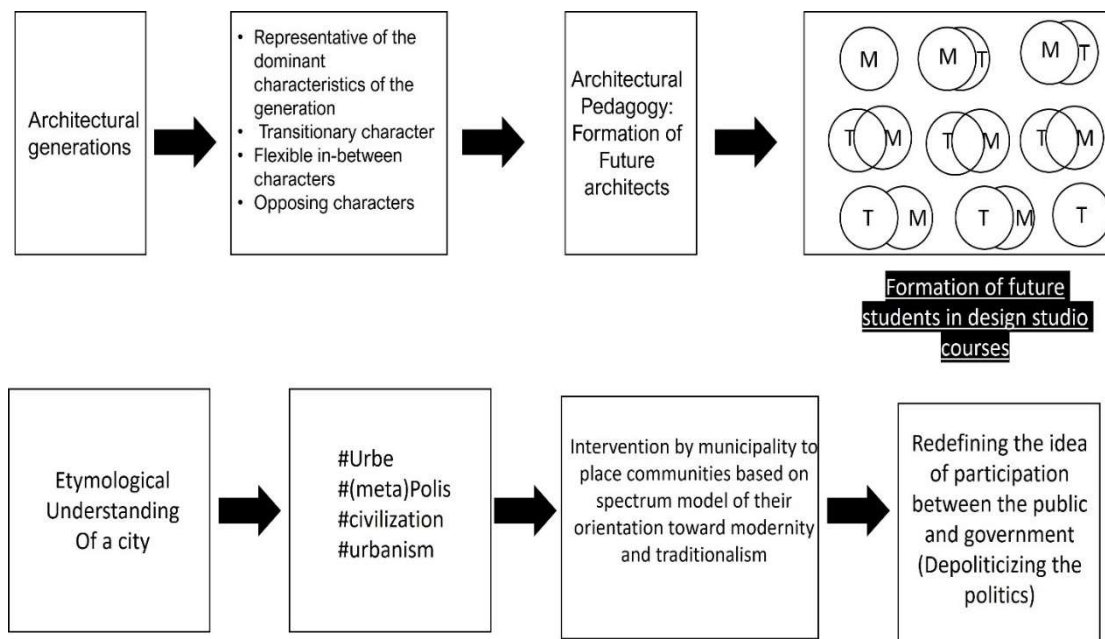 Architectural
generations
• Representative of the
dominant
characteristics of the
generation
• Transitionary character
• Flexible in-between
characters
• Opposing characters
Architectural
Pedagogy:
Formation of
Future
architects
M
M T
M T
T M
T M
T M
T M
T M
T
Formation of future
students in design studio
courses
Etymological
Understanding
Of a city
#Urbe
#(meta)Polis
#civilization
#urbanism
Intervention by municipality to
place communities based on
spectrum model of their
orientation toward modernity
and traditionalism
Redefining the idea
of participation
between the public
and government
(Depoliticizing the
politics)